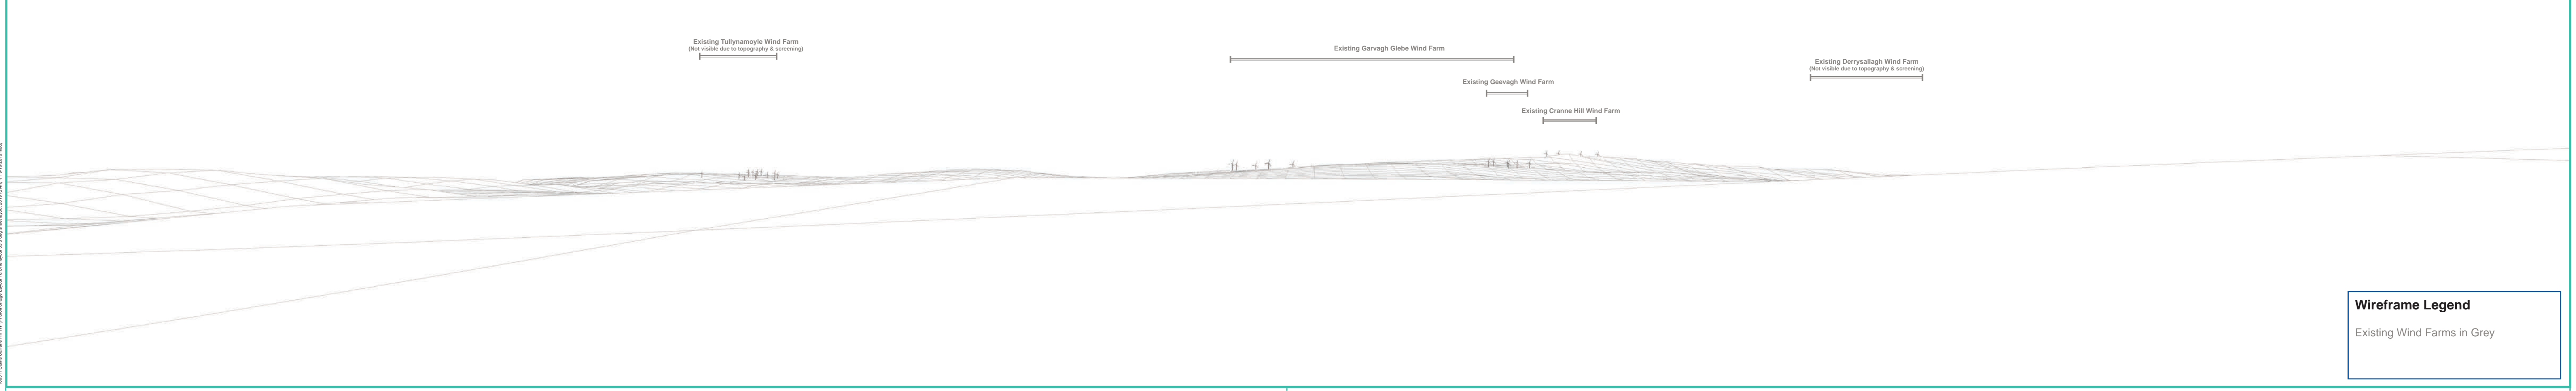 Existing Tullynamoyle Wind Farm
(Not visible due to topography & screening)
Existing Garvagh Glebe Wind Farm
Existing Geevagh Wind Farm
Existing Cranne Hill Wind Farm
Existing Derrysallagh Wind Farm
(Not visible due to topography & screening)
Wireframe Legend
Existing Wind Farms in Grey